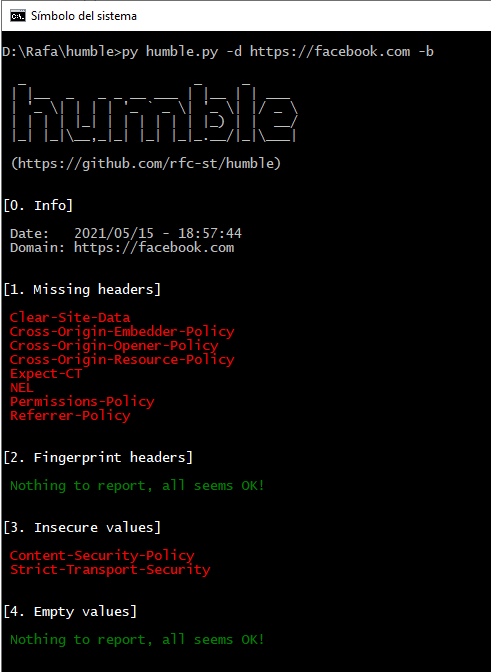 Símbolo del sistema
D:\Rafa\humble>py humble.py -d https://facebook.com -b
humble
(https://github.com/rfc-st/humble)
[0. Info]
Date:   2021/05/15 - 18:57:44
Domain: https://facebook.com
[1. Missing headers]
Clear-Site-Data
Cross-Origin-Embedder-Policy
Cross-Origin-Opener-Policy
Cross-Origin-Resource-Policy
Expect-CT
NEL
Permissions-Policy
Referrer-Policy
[2. Fingerprint headers]
Nothing to report, all seems OK!
[3. Insecure values]
Content-Security-Policy
Strict-Transport-Security
[4. Empty values]
Nothing to report, all seems OK!